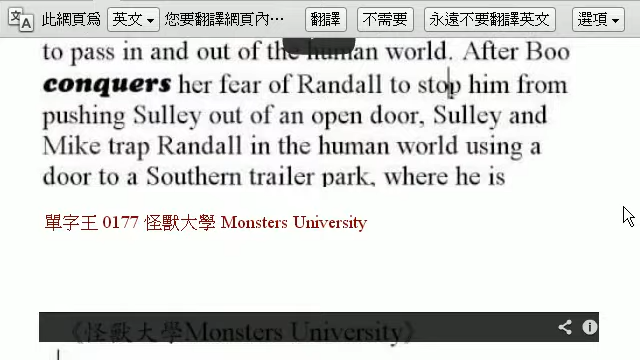 此網頁為 英文 您要翻譯網頁內⋯ 翻譯 不需要 永遠不要翻譯英文 選項
to pass in and out of the human world. After Boo
conquers her fear of Randall to stop him from
pushing Sulley out of an open door, Sulley and
Mike trap Randall in the human world using a
door to a Southern trailer park, where he is
單字王 0177 怪獸大學 Monsters University
《怪獸大學Monsters University》